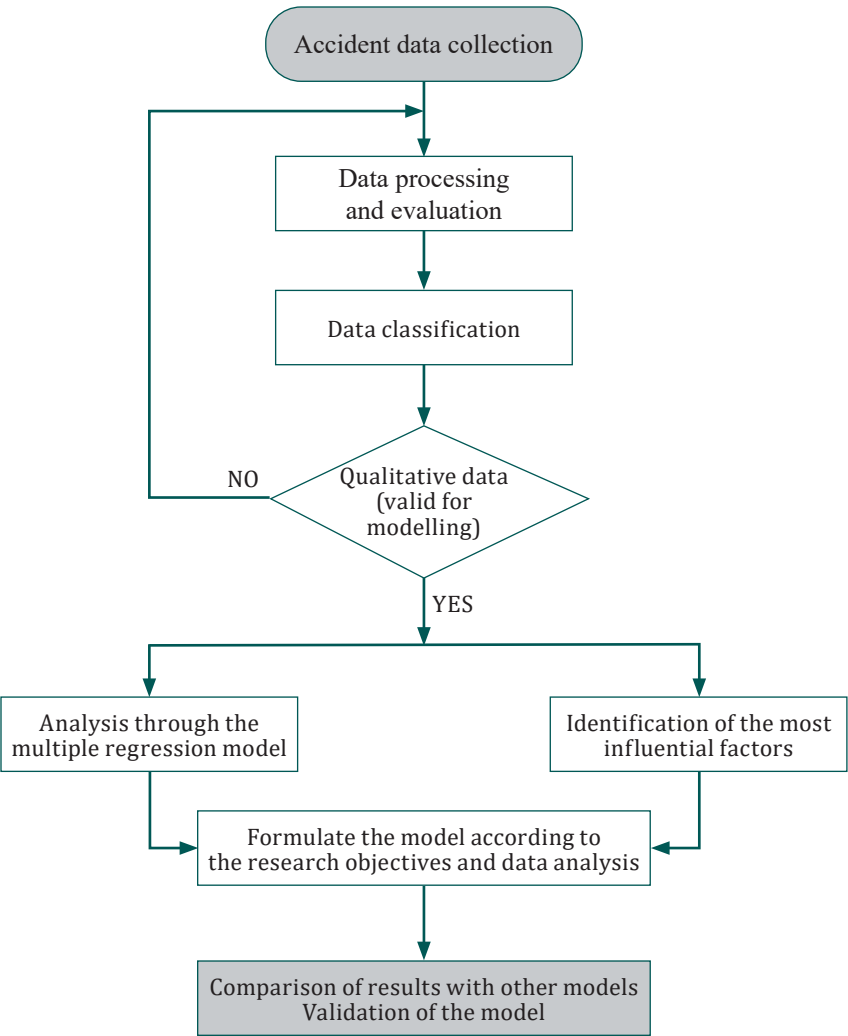 Accident data collection
Data processing
and evaluation
Data classification
Qualitative data
(valid for
modelling)
NO
YES
Analysis through the
multiple regression model
Identification of the most
influential factors
Formulate the model according to
the research objectives and data analysis
Comparison of results with other models
Validation of the model